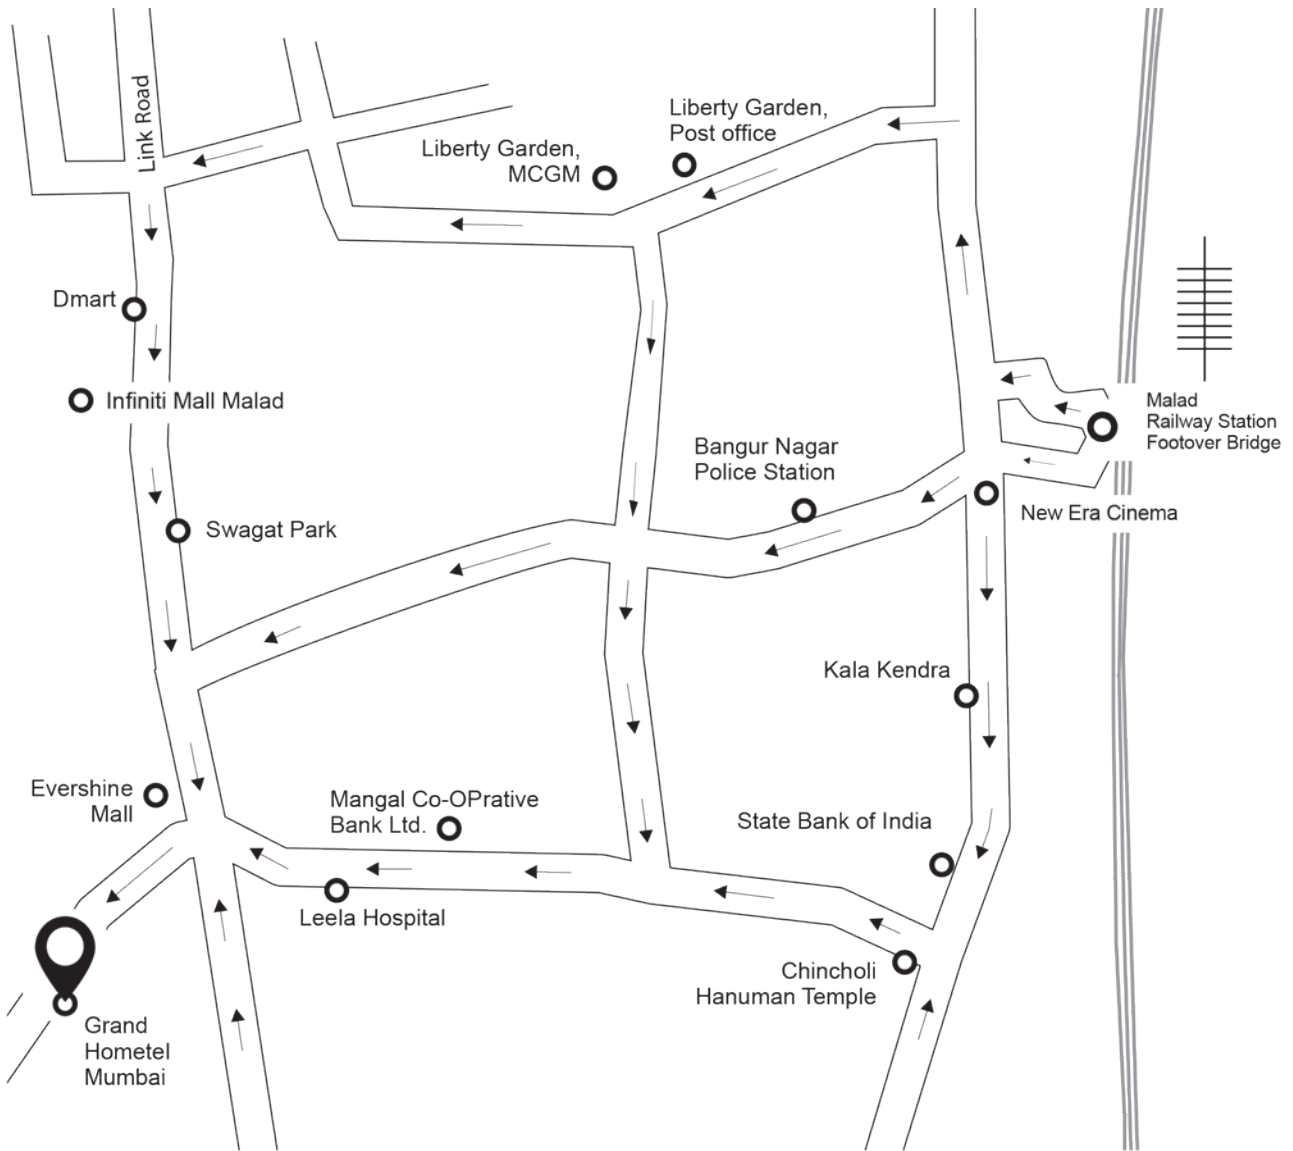 Link Road
Liberty Garden,
Post office
Liberty Garden,
MCGM
Dmart
Infiniti Mall Malad
Malad
Railway Station
Footover Bridge
Bangur Nagar
Police Station
New Era Cinema
Swagat Park
Kala Kendra
Evershine
Mall
Mangal Co-OPrative
Bank Ltd.
State Bank of India
Leela Hospital
Chincholi
Hanuman Temple
Grand
Hometel
Mumbai